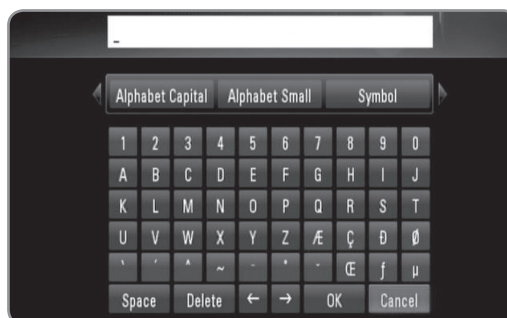 _
Alphabet Capital Alphabet Small Symbol
1 2 3 4 5 6 7 8 9 0
A B C D E F G H I J
K L M N O P Q R S T
U V W X Y Z Æ Ç Ð Ø
Œ ƒ µ
Space Delete ← → OK Cancel